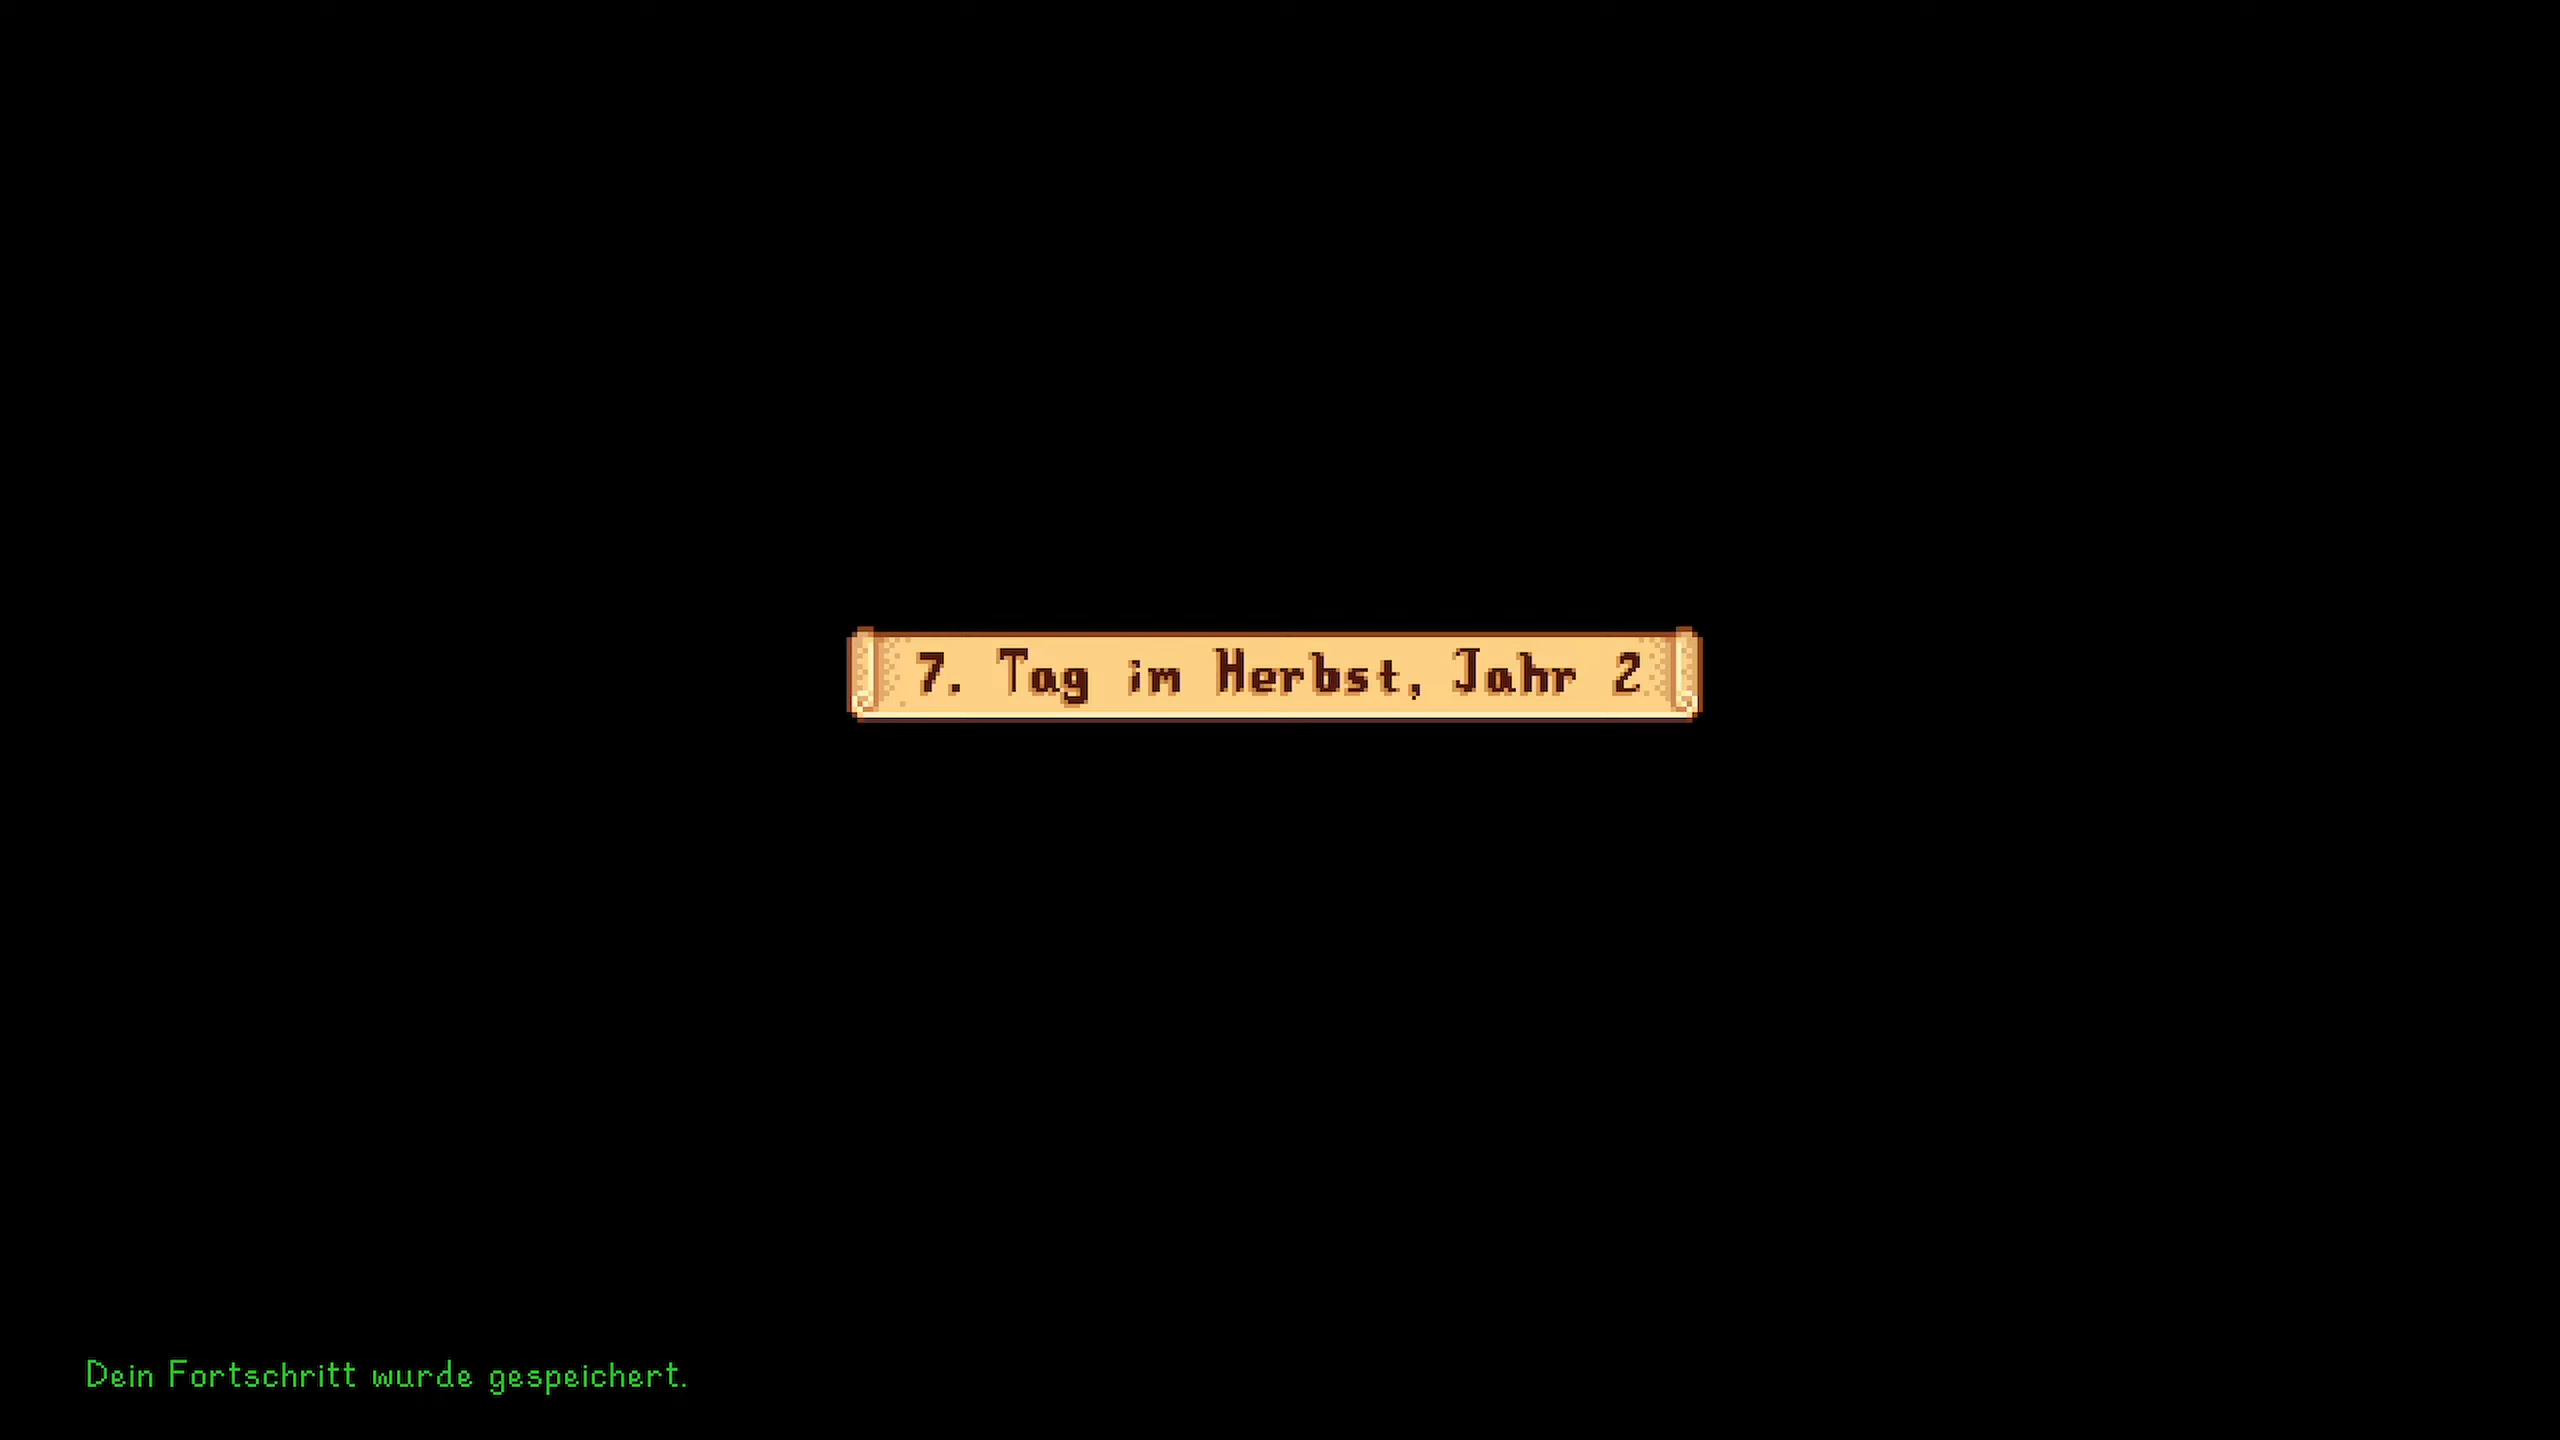 7. Tag im Herbst, Jahr 2
Dein Fortschritt wurde gespeichert.